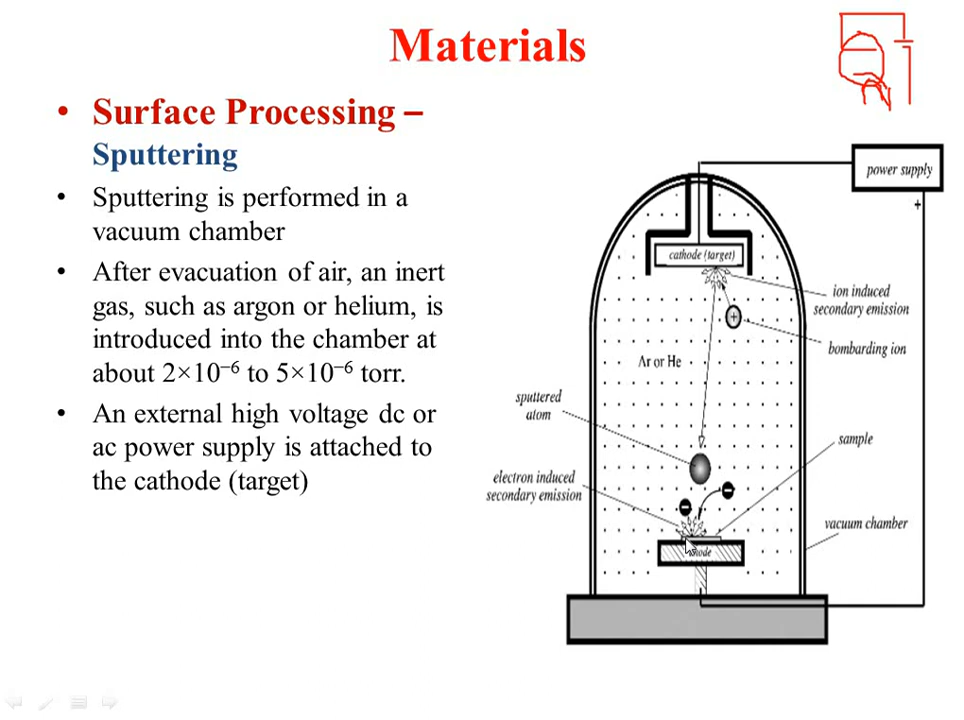 Materials
• Surface Processing –
Sputtering
• Sputtering is performed in a
vacuum chamber
• After evacuation of air, an inert
gas, such as argon or helium, is
introduced into the chamber at
about 2×10⁻⁶ to 5×10⁻⁶ torr.
• An external high voltage dc or
ac power supply is attached to
the cathode (target)
power supply
+
cathode (target)
ion induced
secondary emission
+
bombarding ion
Ar or He
sputtered
atom
sample
electron induced
secondary emission
vacuum chamber